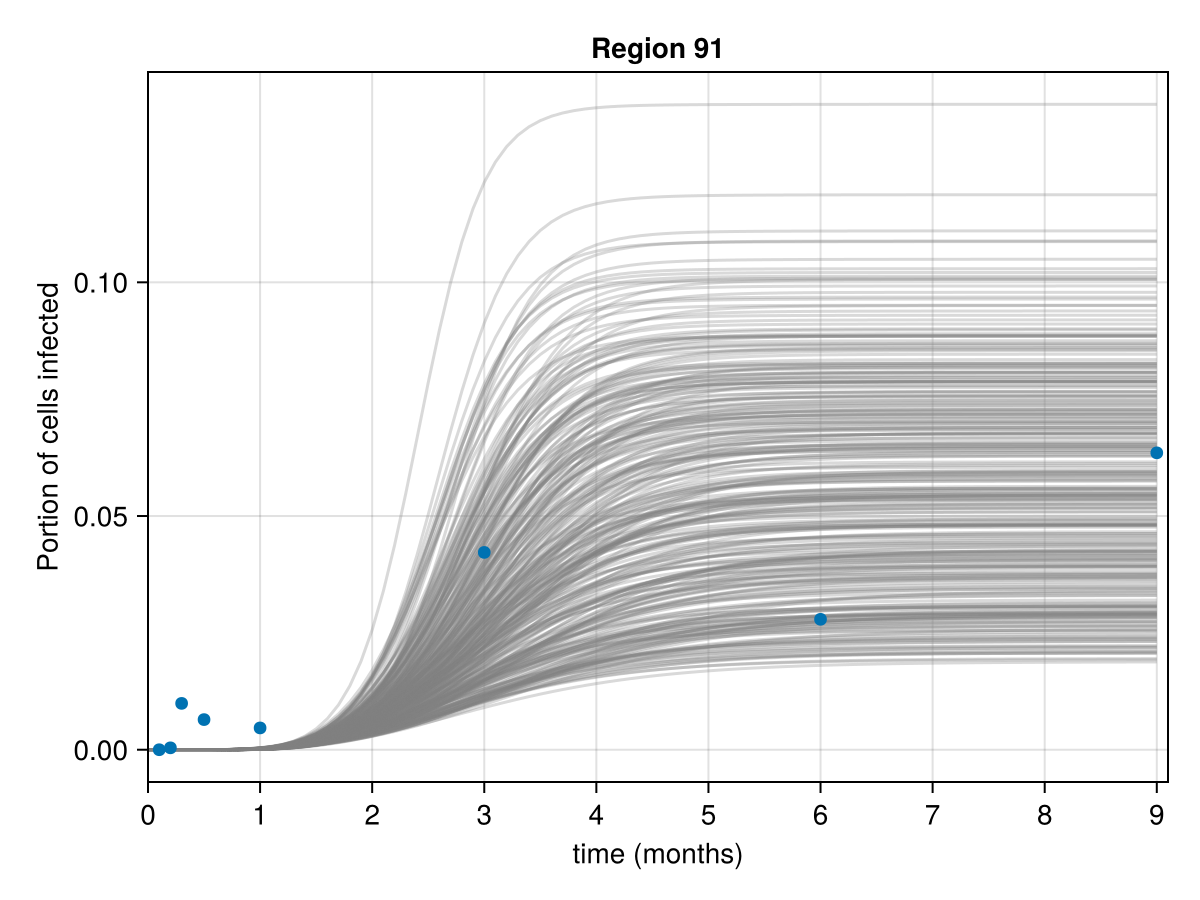 Region 91
Portion of cells infected
0.10
0.05
0.00
0 1 2 3 4 5 6 7 8 9
time (months)